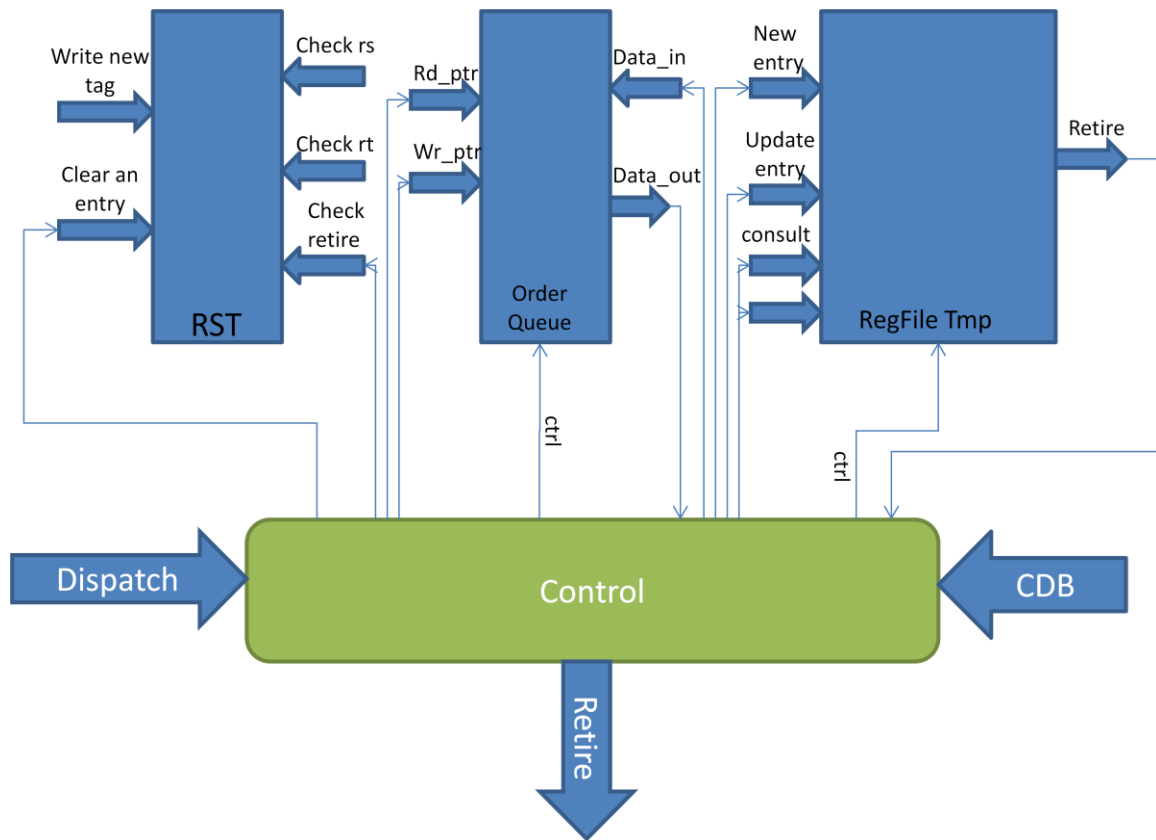 Write new
tag
Clear an
entry
Check rs
Check rt
Check
retire
RST
Rd_ptr
Wr_ptr
Data_in
Data_out
Order
Queue
New
entry
Update
entry
consult
RegFile Tmp
Retire
ctrl
ctrl
Dispatch
Control
CDB
Retire